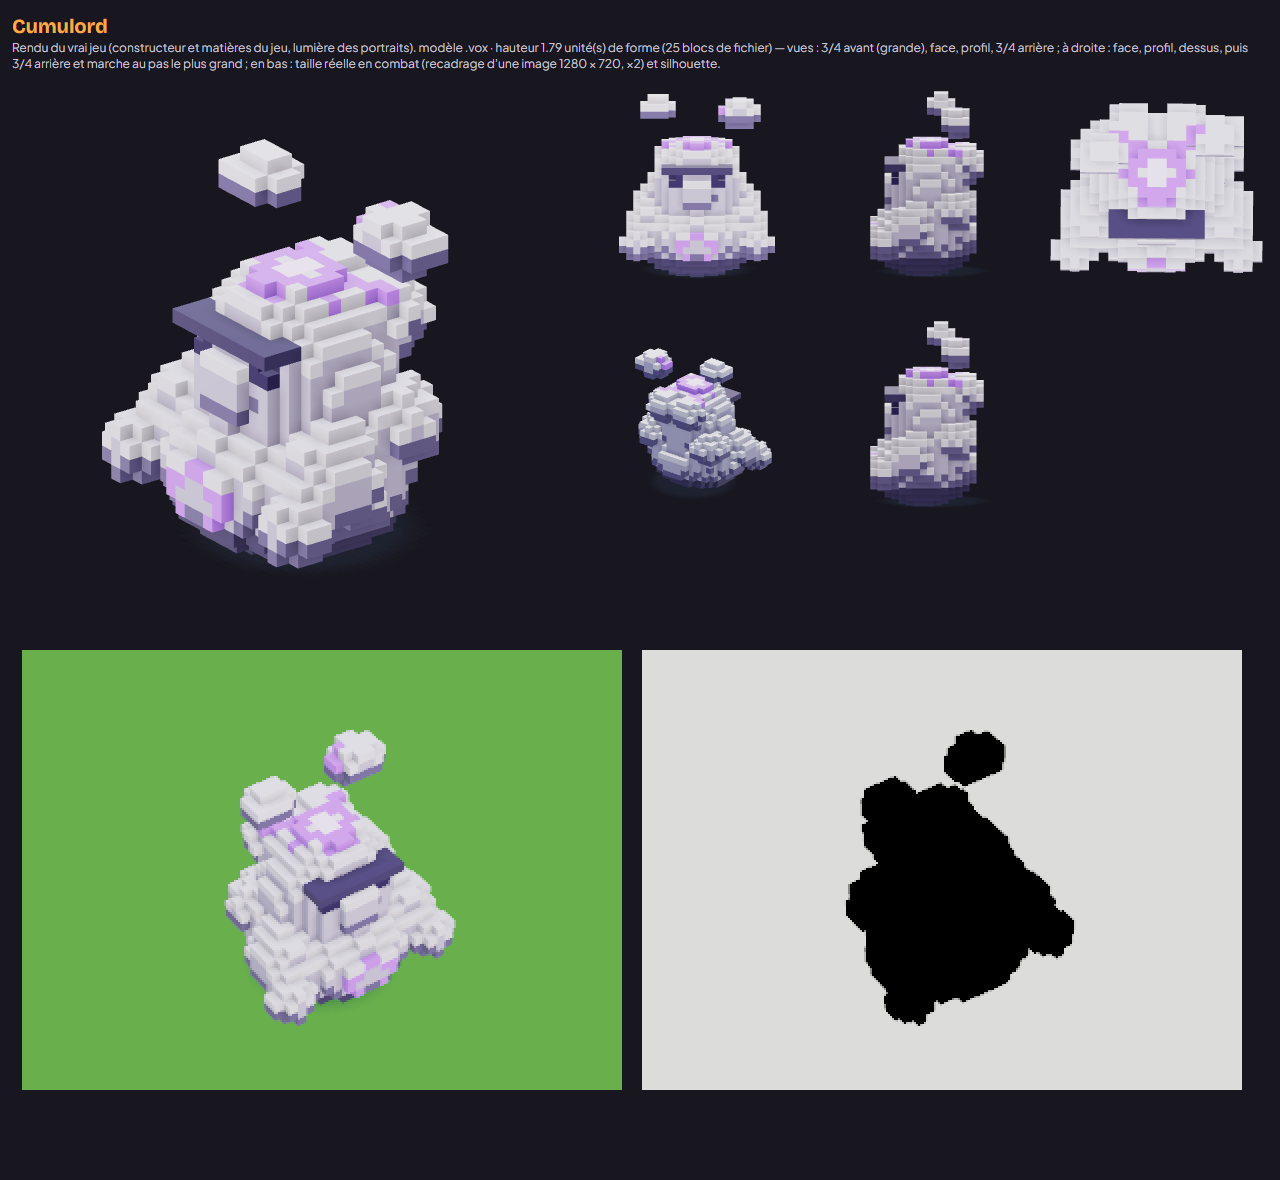 Cumulord
Rendu du vrai jeu (constructeur et matières du jeu, lumière des portraits). modèle .vox · hauteur 1.79 unité(s) de forme (25 blocs de fichier) — vues : 3/4 avant (grande), face, profil, 3/4 arrière ; à droite : face, profil, dessus, puis
3/4 arrière et marche au pas le plus grand ; en bas : taille réelle en combat (recadrage d'une image 1280 × 720, ×2) et silhouette.